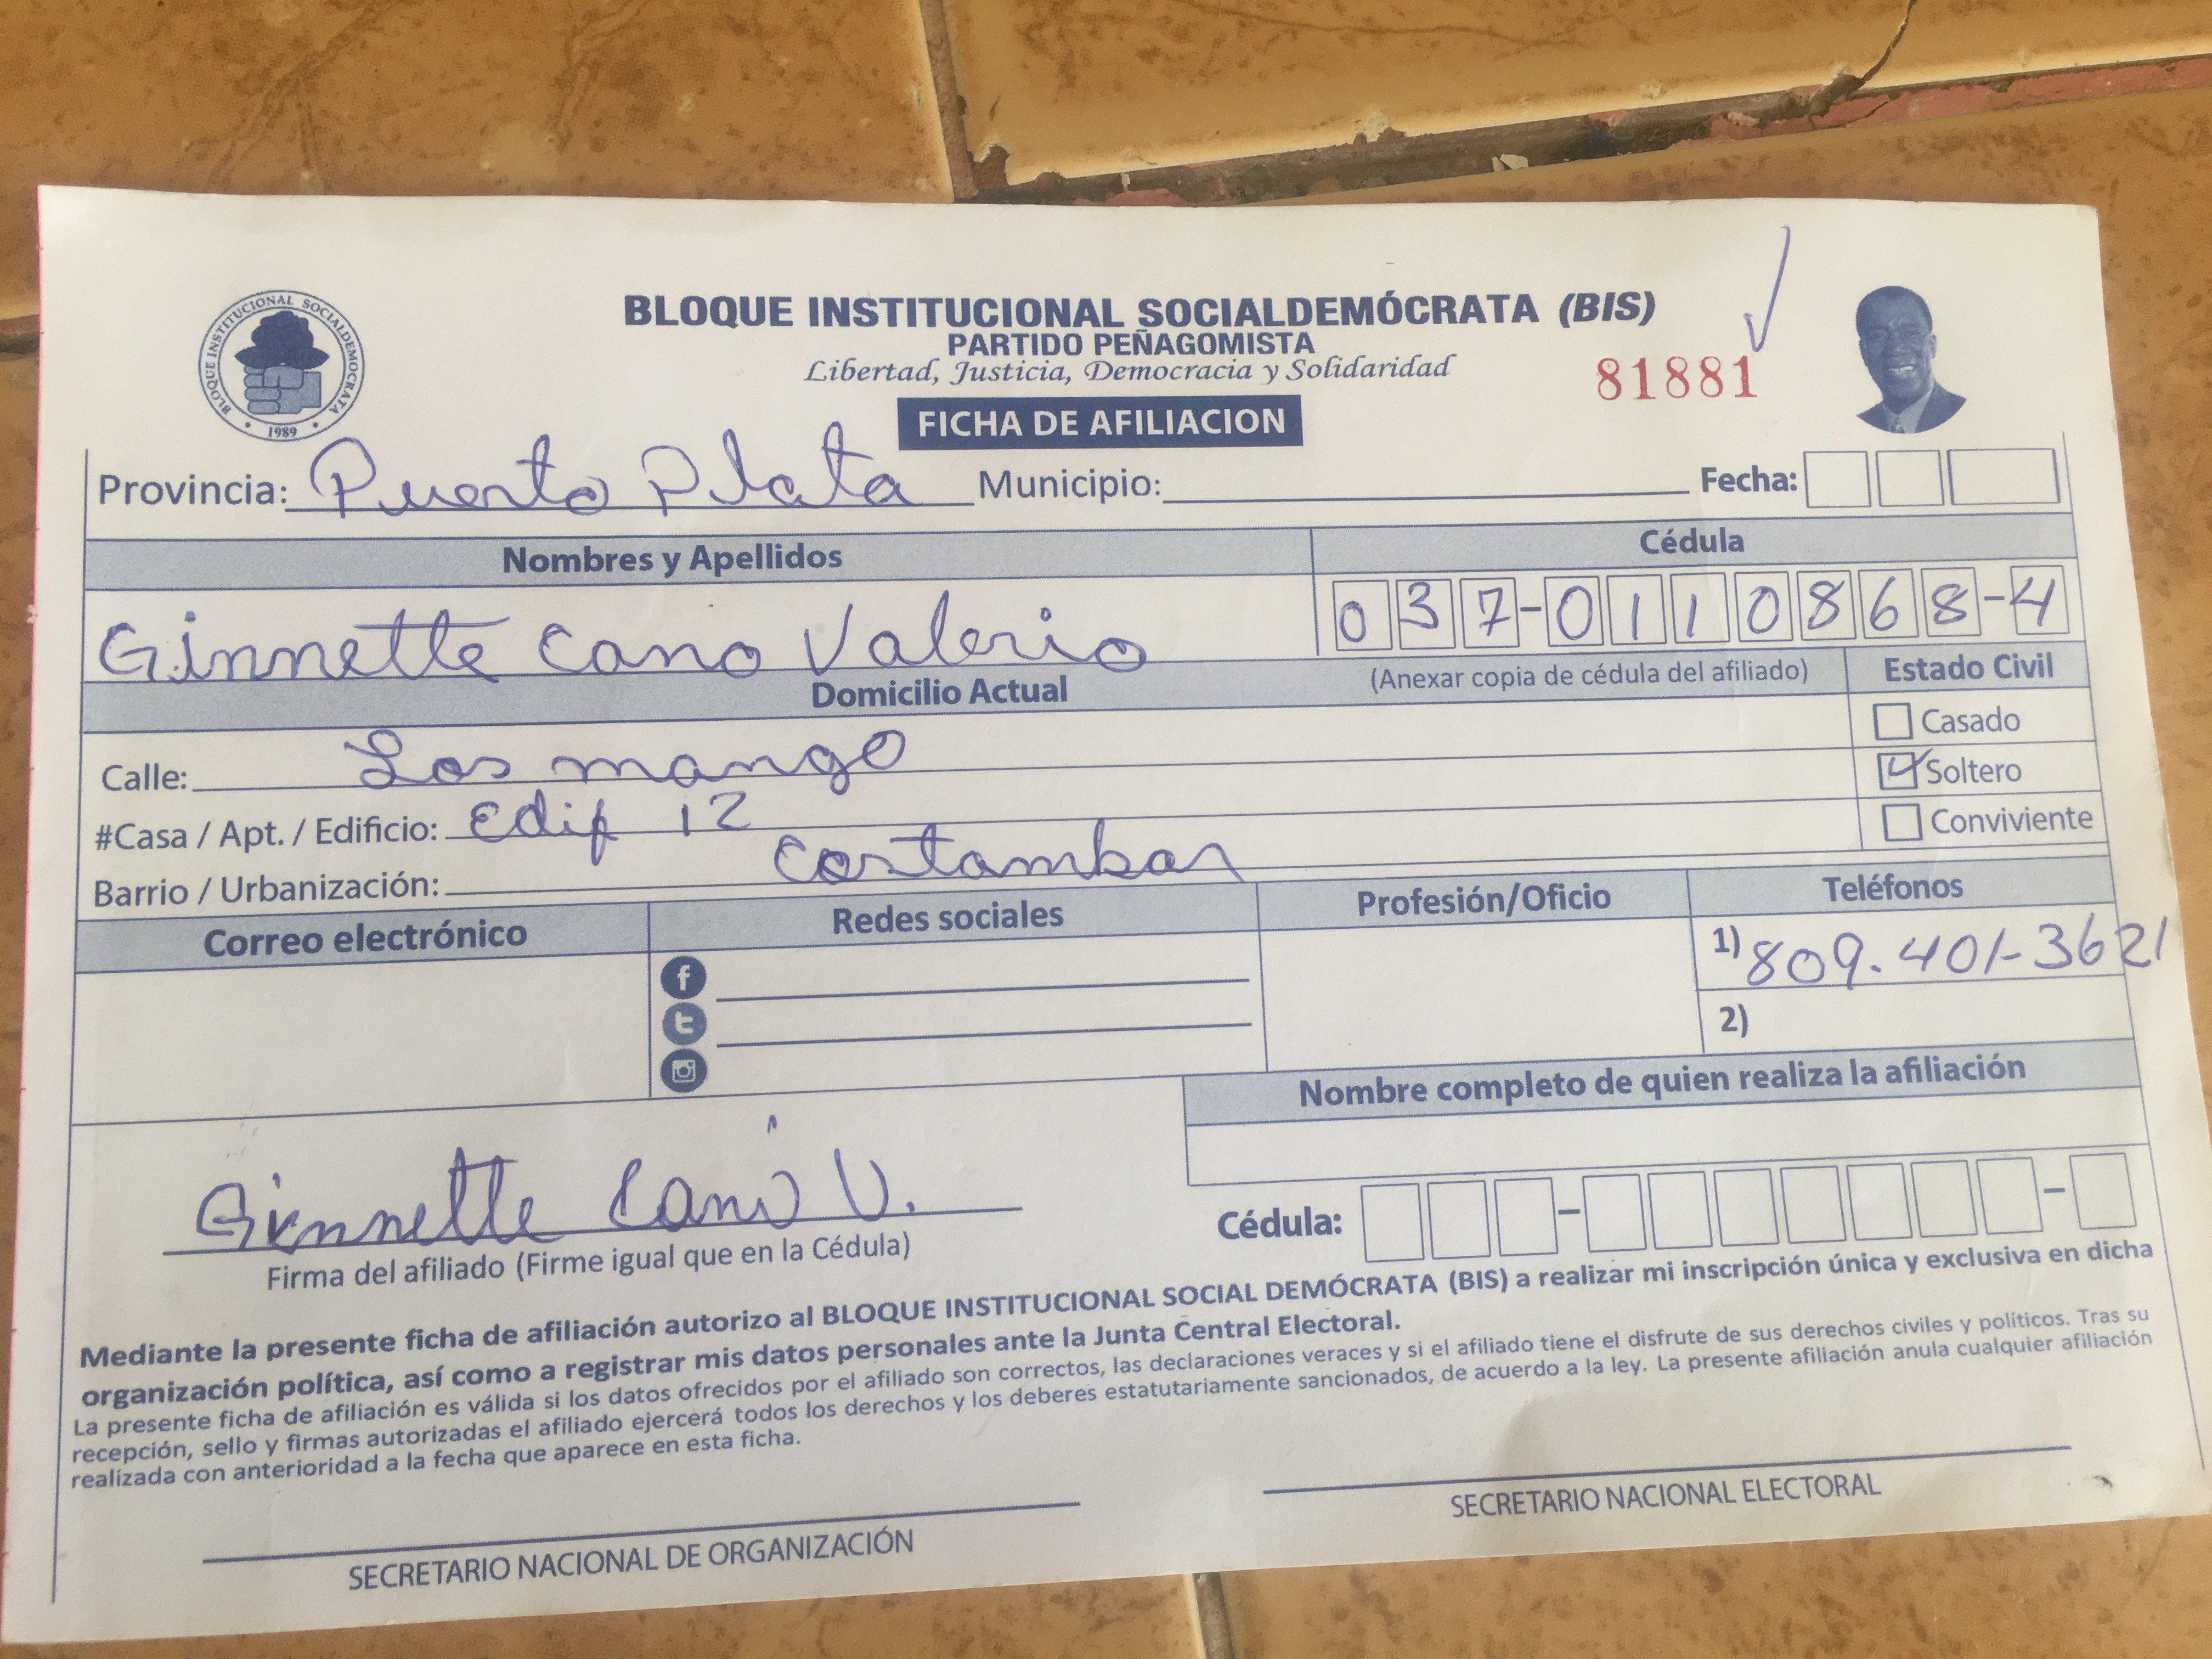 BLOQUE INSTITUCIONAL SOCIALDEMOCRATA
1989
BLOQUE INSTITUCIONAL SOCIALDEMÓCRATA (BIS)
PARTIDO PEÑAGOMISTA
Libertad, Justicia, Democracia y Solidaridad
81881
FICHA DE AFILIACION
Provincia: Puerto Plata Municipio: Fecha:
Nombres y Apellidos Cédula
Ginnette Cano Valerio 037-0110868-4
Domicilio Actual (Anexar copia de cédula del afiliado) Estado Civil
Casado
Calle: Los mango Soltero
#Casa / Apt. / Edificio: Edif 12 Conviviente
Barrio / Urbanización: Costambar
Correo electrónico Redes sociales Profesión/Oficio Teléfonos
1) 809.401-3621
2)
Nombre completo de quien realiza la afiliación
Ginnette Cano V.
Cédula:
Firma del afiliado (Firme igual que en la Cédula)
Mediante la presente ficha de afiliación autorizo al BLOQUE INSTITUCIONAL SOCIAL DEMÓCRATA (BIS) a realizar mi inscripción única y exclusiva en dicha
organización política, así como a registrar mis datos personales ante la Junta Central Electoral.
La presente ficha de afiliación es válida si los datos ofrecidos por el afiliado son correctos, las declaraciones veraces y si el afiliado tiene el disfrute de sus derechos civiles y políticos. Tras su
recepción, sello y firmas autorizadas el afiliado ejercerá todos los derechos y los deberes estatutariamente sancionados, de acuerdo a la ley. La presente afiliación anula cualquier afiliación
realizada con anterioridad a la fecha que aparece en esta ficha.
SECRETARIO NACIONAL DE ORGANIZACIÓN
SECRETARIO NACIONAL ELECTORAL